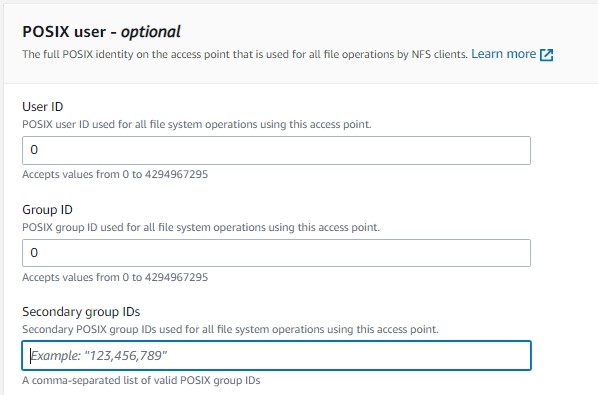 POSIX user - optional
The full POSIX identity on the access point that is used for all file operations by NFS clients. Learn more
User ID
POSIX user ID used for all file system operations using this access point.
0
Accepts values from 0 to 4294967295
Group ID
POSIX group ID used for all file system operations using this access point.
0
Accepts values from 0 to 4294967295
Secondary group IDs
Secondary POSIX group IDs used for all file system operations using this access point.
Example: "123,456,789"
A comma-separated list of valid POSIX group IDs